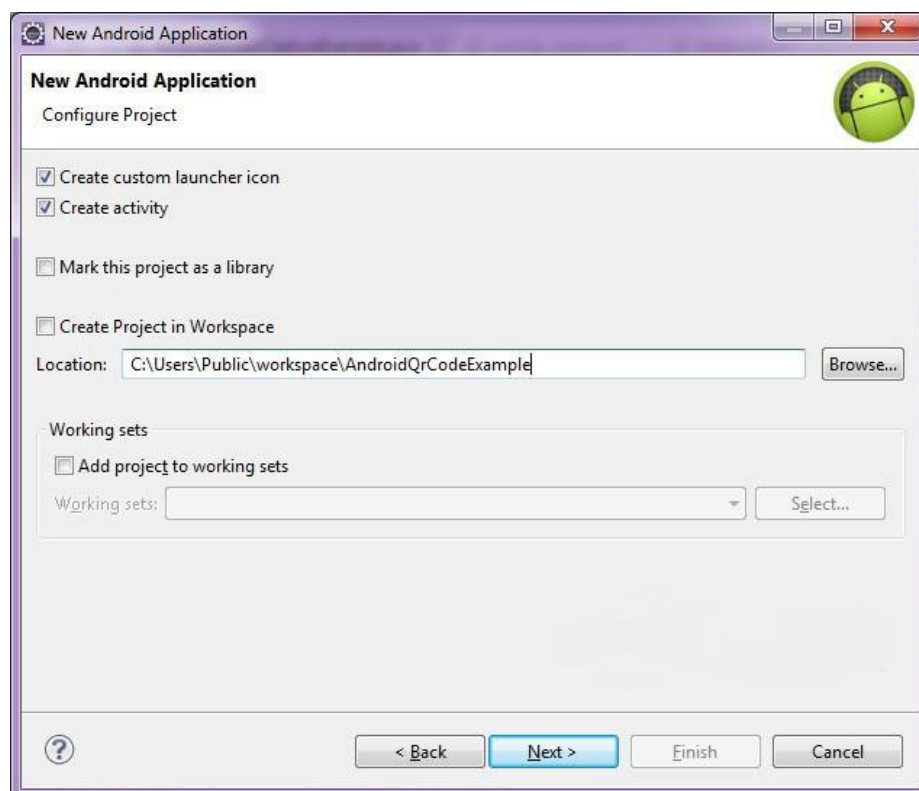 New Android Application
New Android Application
Configure Project
Create custom launcher icon
Create activity
Mark this project as a library
Create Project in Workspace
Location: C:\Users\Public\workspace\AndroidQrCodeExample Browse...
Working sets
Add project to working sets
Working sets: Select...
< Back Next > Finish Cancel